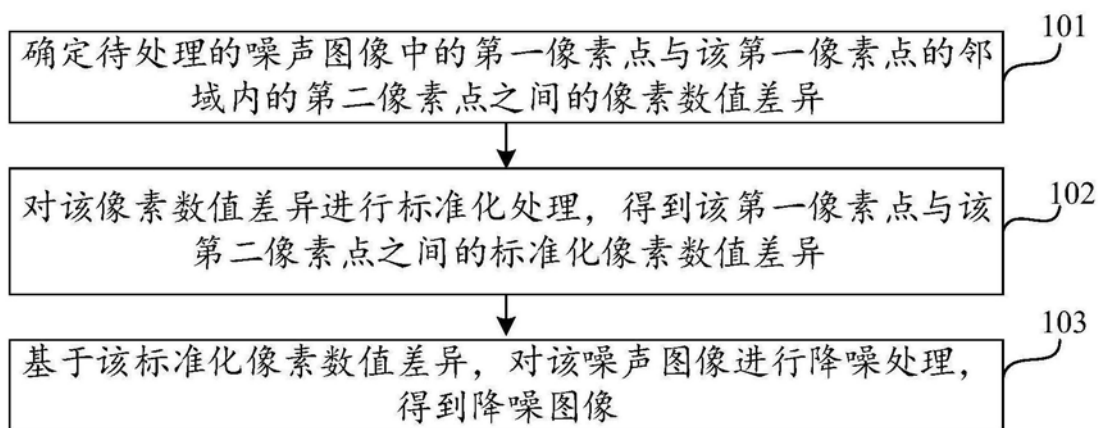 101
确定待处理的噪声图像中的第一像素点与该第一像素点的邻
域内的第二像素点之间的像素数值差异
102
对该像素数值差异进行标准化处理，得到该第一像素点与该
第二像素点之间的标准化像素数值差异
103
基于该标准化像素数值差异，对该噪声图像进行降噪处理，
得到降噪图像